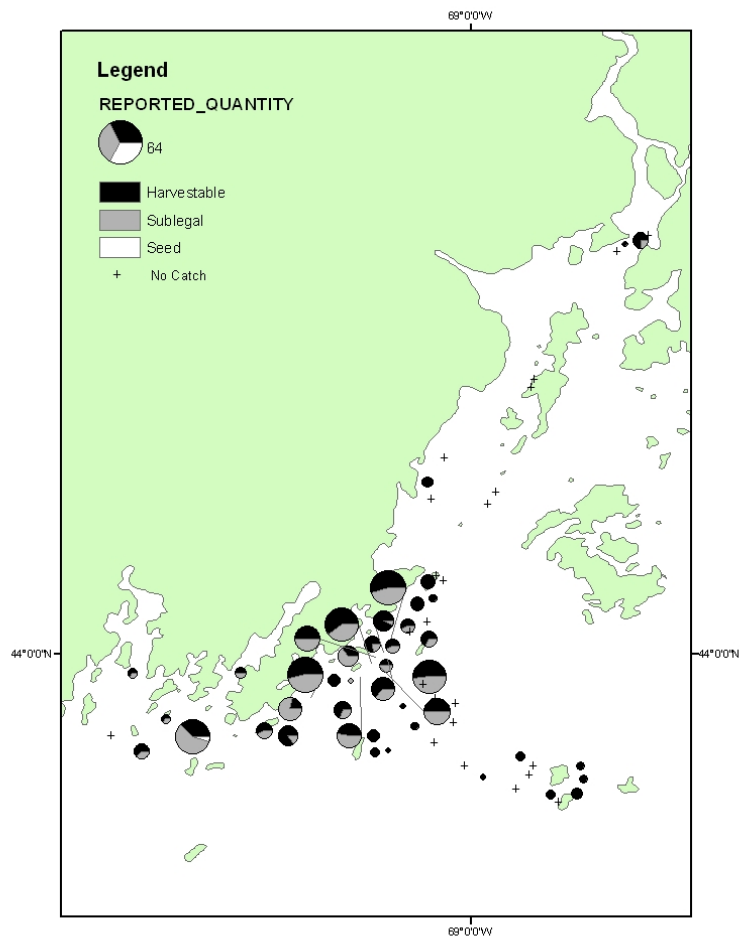 69°0'0"W
Legend
REPORTED_QUANTITY
64
Harvestable
Sublegal
Seed
+ No Catch
44°0'0"N 44°0'0"N
69°0'0"W